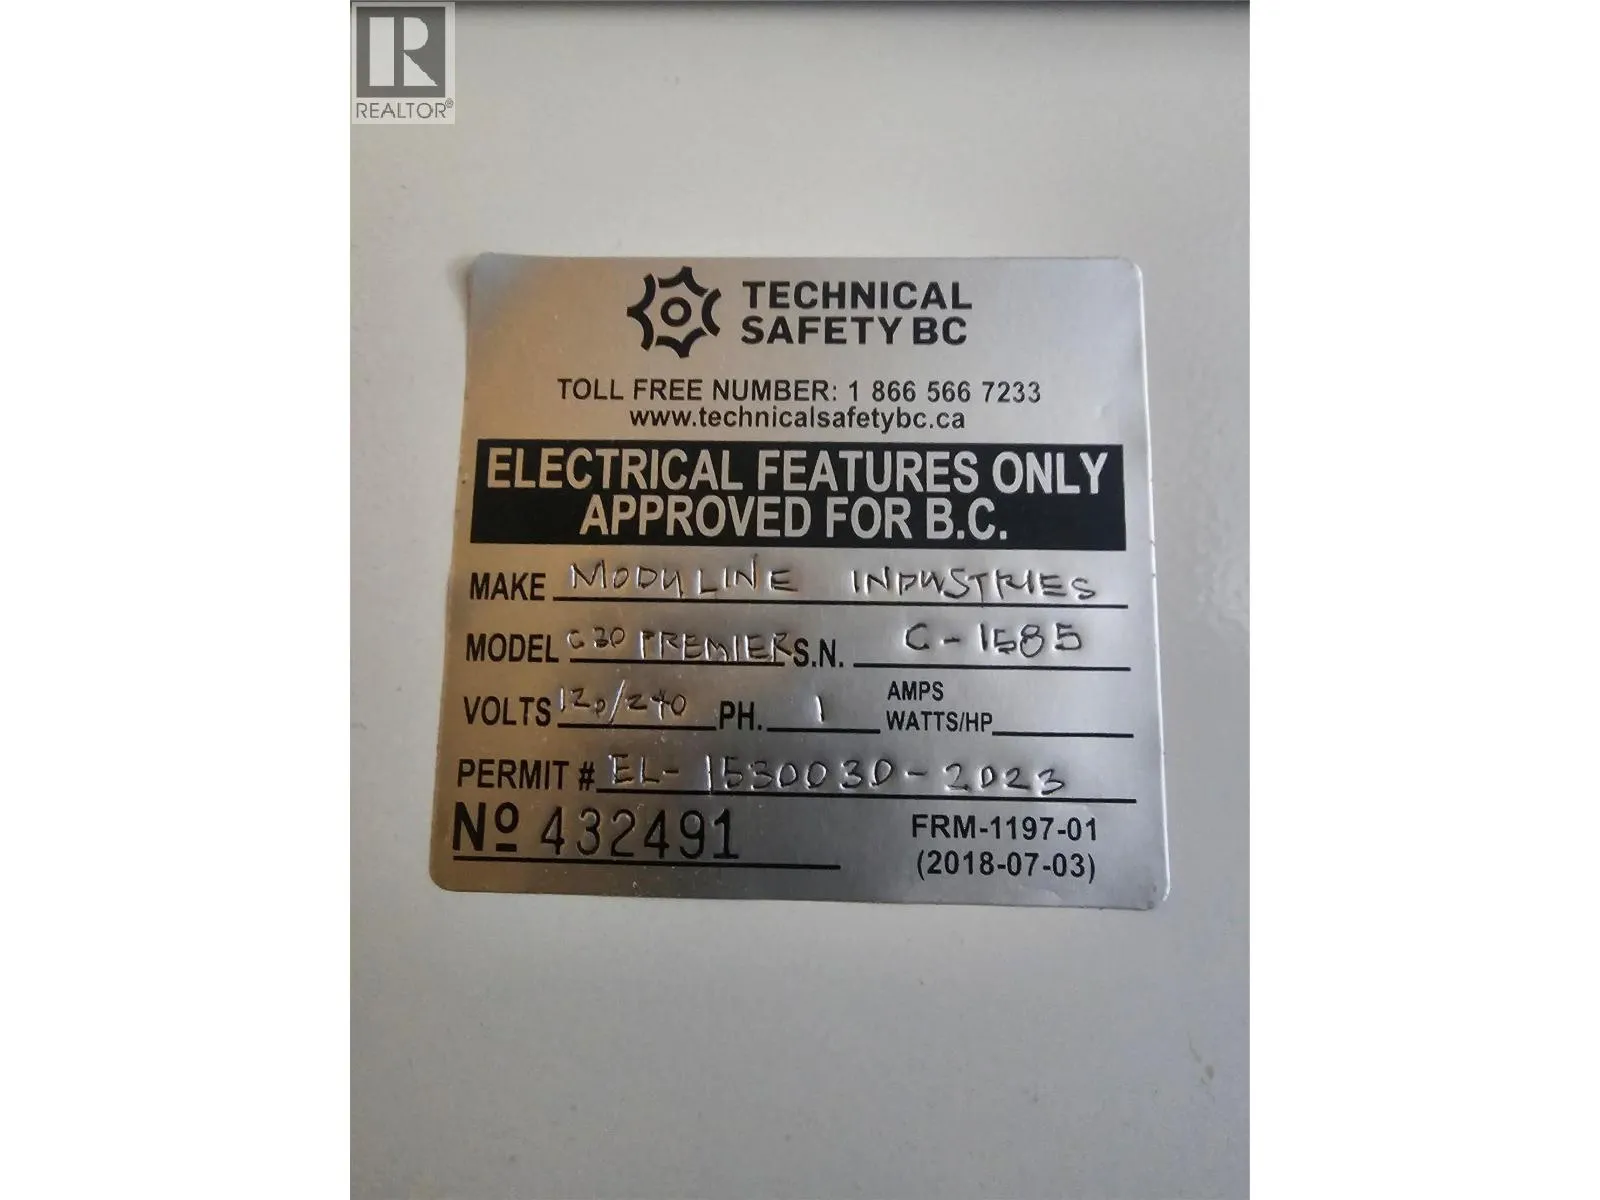 R
REALTOR®
TECHNICAL
SAFETY BC
TOLL FREE NUMBER: 1 866 566 7233
www.technicalsafetybc.ca
ELECTRICAL FEATURES ONLY
APPROVED FOR B.C.
MAKE MODULINE INDUSTRIES
MODEL C30 PREMIER S.N. C-1585
VOLTS 120/240 PH. 1 AMPS
WATTS/HP
PERMIT # EL-1530030-2023
Nº 432491
FRM-1197-01
(2018-07-03)